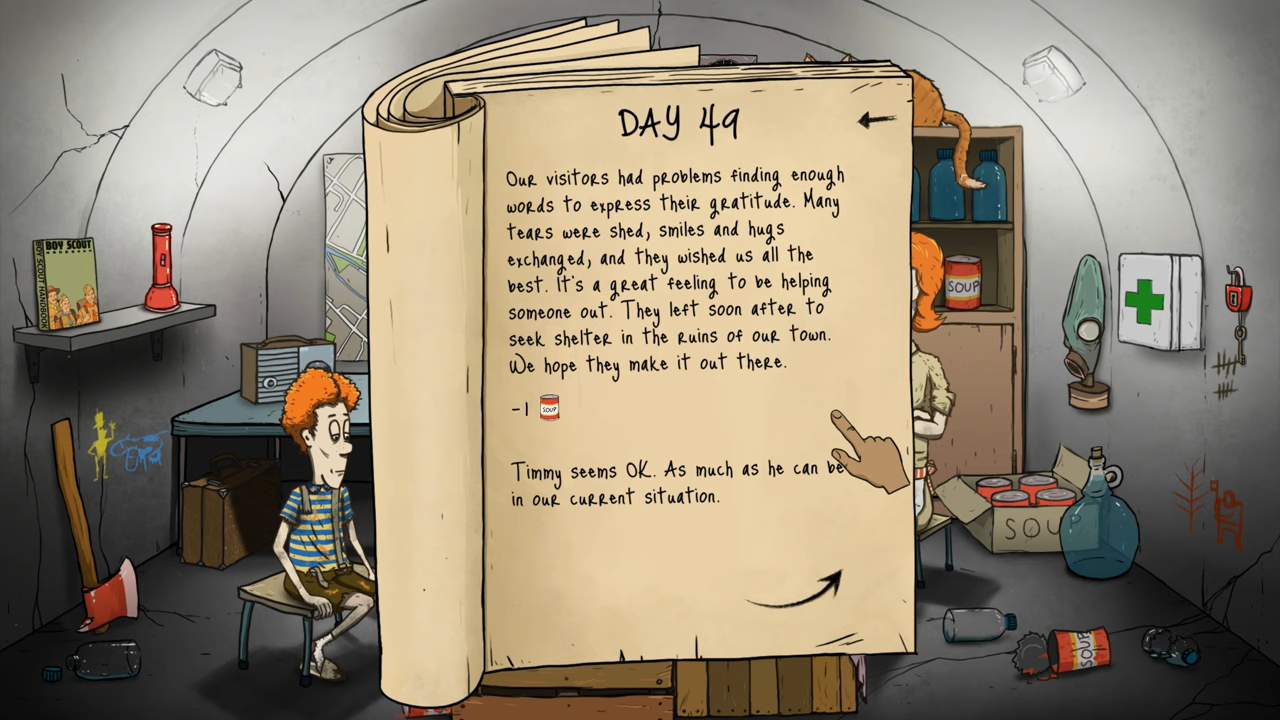 DAY 49
Our visitors had problems finding enough
words to express their gratitude. Many
tears were shed, smiles and hugs
exchanged, and they wished us all the
best. It's a great feeling to be helping
someone out. They left soon after to
seek shelter in the ruins of our town.
We hope they make it out there.
-1 SOUP
Timmy seems OK. As much as he can be
in our current situation.
BOY SCOUT
BOY SCOUT HANDBOOK
SOUP
SOUP
SOUP